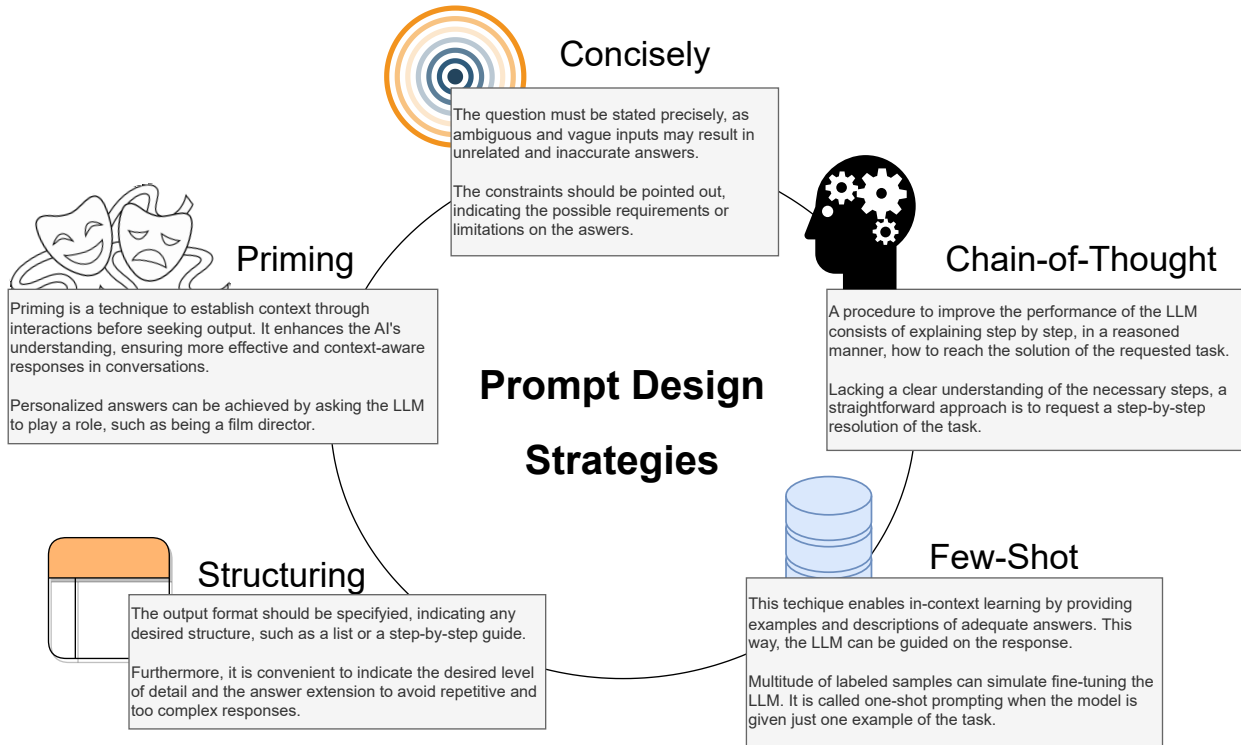 Concisely
The question must be stated precisely, as
ambiguous and vague inputs may result in
unrelated and inaccurate answers.
The constraints should be pointed out,
indicating the possible requirements or
limitations on the aswers.
Priming
Priming is a technique to establish context through
interactions before seeking output. It enhances the AI's
understanding, ensuring more effective and context-aware
responses in conversations.
Personalized answers can be achieved by asking the LLM
to play a role, such as being a film director.
Chain-of-Thought
A procedure to improve the performance of the LLM
consists of explaining step by step, in a reasoned
manner, how to reach the solution of the requested task.
Lacking a clear understanding of the necessary steps, a
straightforward approach is to request a step-by-step
resolution of the task.
Prompt Design
Strategies
Structuring
The output format should be specifyied, indicating any
desired structure, such as a list or a step-by-step guide.
Furthermore, it is convenient to indicate the desired level
of detail and the answer extension to avoid repetitive and
too complex responses.
Few-Shot
This techique enables in-context learning by providing
examples and descriptions of adequate answers. This
way, the LLM can be guided on the response.
Multitude of labeled samples can simulate fine-tuning the
LLM. It is called one-shot prompting when the model is
given just one example of the task.